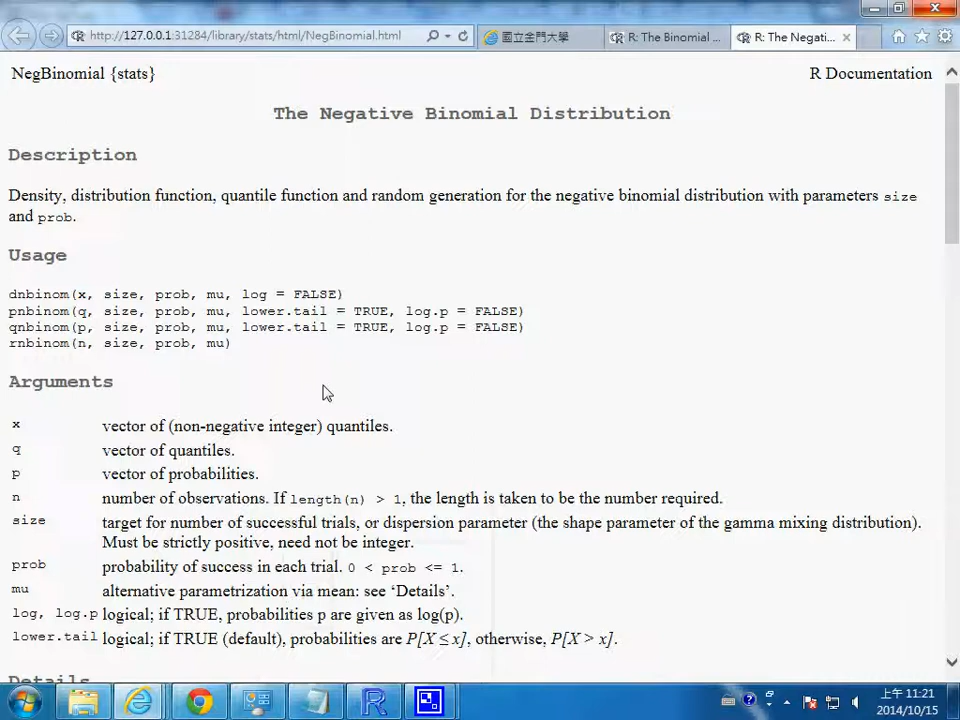 http://127.0.0.1:31284/library/stats/html/NegBinomial.html
國立金門大學
R: The Binomial ...
R: The Negati...
NegBinomial {stats}
R Documentation
The Negative Binomial Distribution
Description
Density, distribution function, quantile function and random generation for the negative binomial distribution with parameters size
and prob.
Usage
dnbinom(x, size, prob, mu, log = FALSE)
pnbinom(q, size, prob, mu, lower.tail = TRUE, log.p = FALSE)
qnbinom(p, size, prob, mu, lower.tail = TRUE, log.p = FALSE)
rnbinom(n, size, prob, mu)
Arguments
x vector of (non-negative integer) quantiles.
q vector of quantiles.
p vector of probabilities.
n number of observations. If length(n) > 1, the length is taken to be the number required.
size target for number of successful trials, or dispersion parameter (the shape parameter of the gamma mixing distribution).
Must be strictly positive, need not be integer.
prob probability of success in each trial. 0 < prob <= 1.
mu alternative parametrization via mean: see ‘Details’.
log, log.p logical; if TRUE, probabilities p are given as log(p).
lower.tail logical; if TRUE (default), probabilities are P[X ≤ x], otherwise, P[X > x].
Details
上午 11:21
2014/10/15